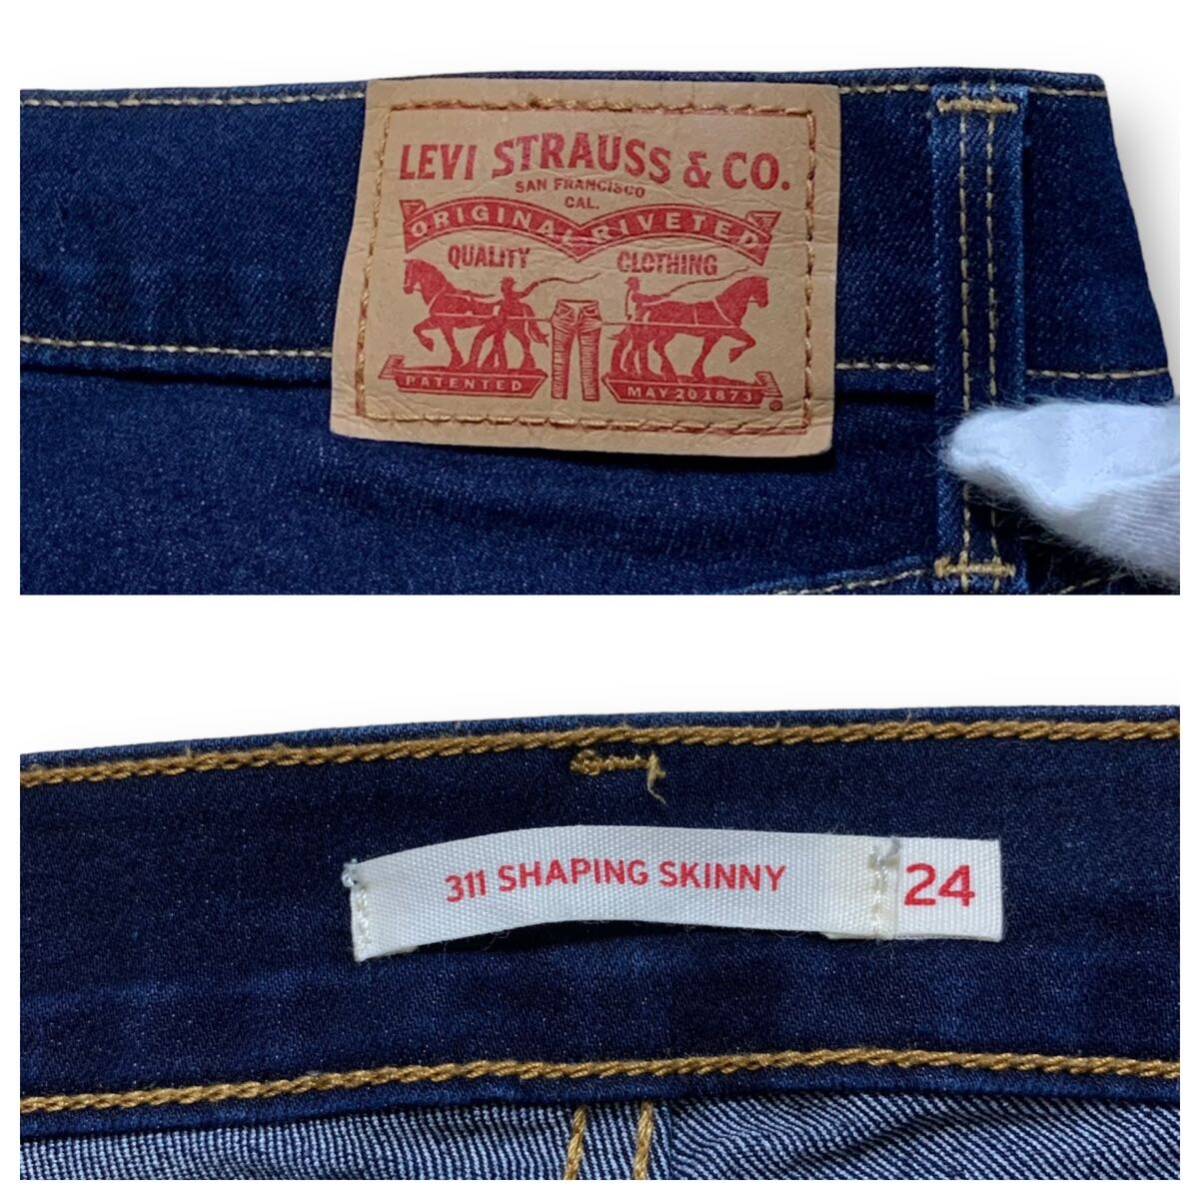 LEVI STRAUSS & CO.
SAN FRANCISCO
CAL.
ORIGINAL RIVETED
QUALITY CLOTHING
PATENTED MAY 20 1873
311 SHAPING SKINNY
24